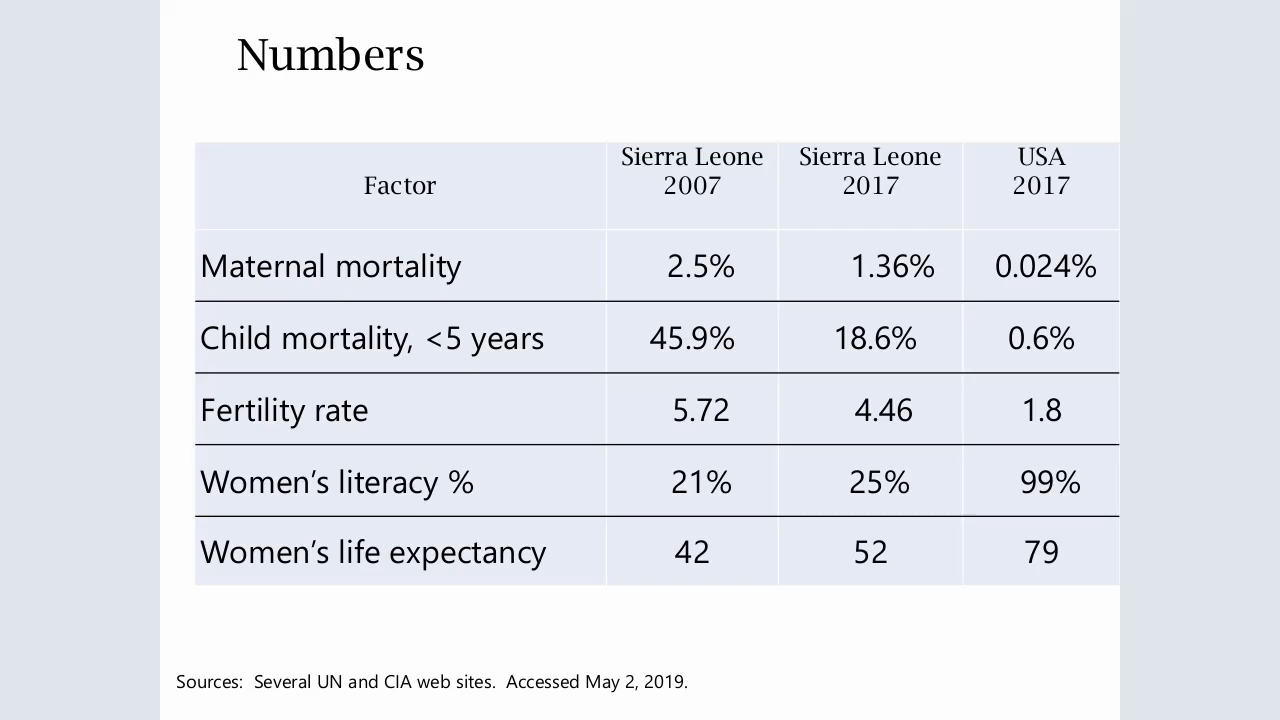 Numbers
Factor
Sierra Leone
2007
Sierra Leone
2017
USA
2017
Maternal mortality 2.5% 1.36% 0.024%
Child mortality, <5 years 45.9% 18.6% 0.6%
Fertility rate 5.72 4.46 1.8
Women’s literacy % 21% 25% 99%
Women’s life expectancy 42 52 79
Sources:  Several UN and CIA web sites.  Accessed May 2, 2019.